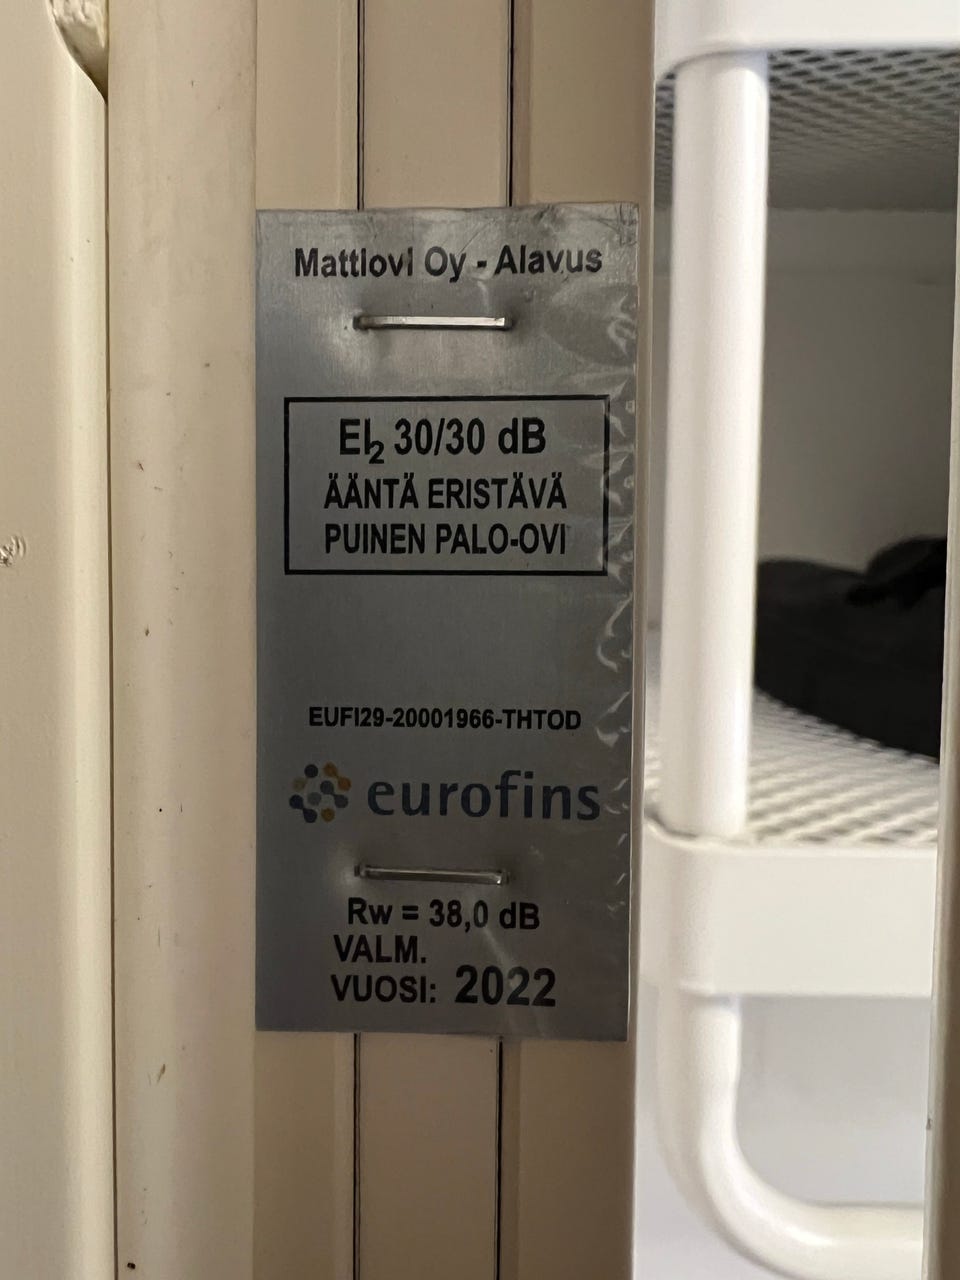 Mattiovi Oy - Alavus
EI₂ 30/30 dB
ÄÄNTÄ ERISTÄVÄ
PUINEN PALO-OVI
EUFI29-20001966-THTOD
eurofins
Rw = 38,0 dB
VALM.
VUOSI: 2022